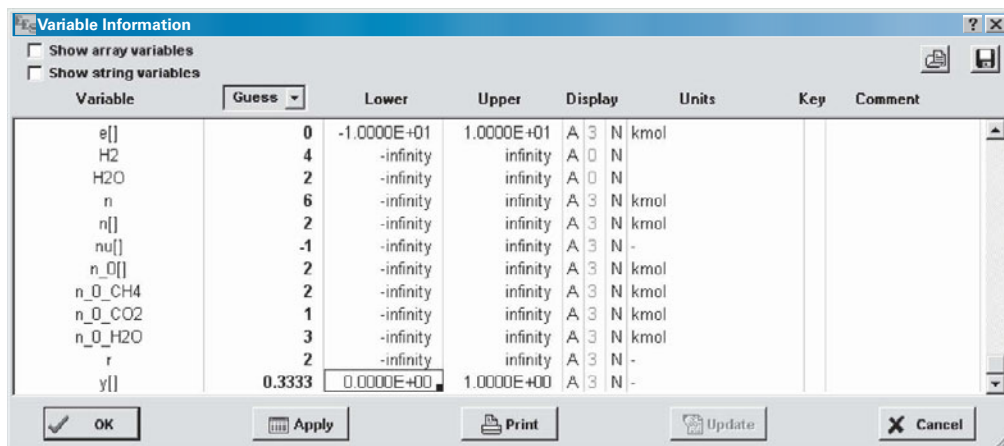 EES Variable Information
Show array variables
Show string variables
Variable Guess Lower Upper Display Units Key Comment
e[] 0 -1.0000E+01 1.0000E+01 A 3 N kmol
H2 4 -infinity infinity A 0 N
H2O 2 -infinity infinity A 0 N
n 6 -infinity infinity A 3 N kmol
n[] 2 -infinity infinity A 3 N kmol
nu[] -1 -infinity infinity A 3 N -
n_0[] 2 -infinity infinity A 3 N kmol
n_0_CH4 2 -infinity infinity A 3 N kmol
n_0_CO2 1 -infinity infinity A 3 N kmol
n_0_H2O 3 -infinity infinity A 3 N kmol
r 2 -infinity infinity A 3 N -
y[] 0.3333 0.0000E+00 1.0000E+00 A 3 N -
OK Apply Print Update Cancel